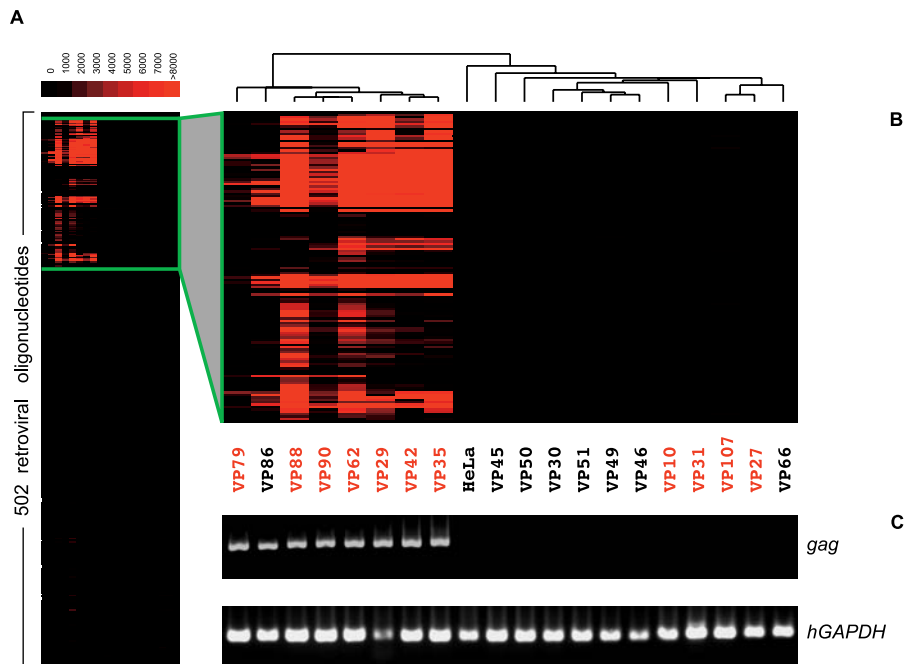 A
0
1000
2000
3000
4000
5000
6000
7000
>8000
B
502 retroviral oligonucleotides
VP79
VP86
VP88
VP90
VP62
VP29
VP42
VP35
HeLa
VP45
VP50
VP30
VP51
VP49
VP46
VP10
VP31
VP107
VP27
VP66
C
gag
hGAPDH